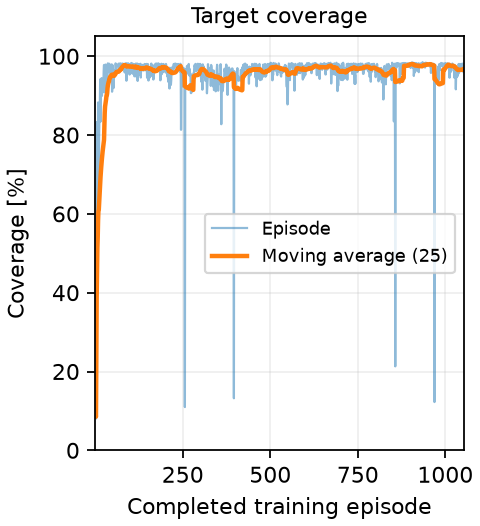 Target coverage
100
80
60
40
20
0
Coverage [%]
Episode
Moving average (25)
250
500
750
1000
Completed training episode